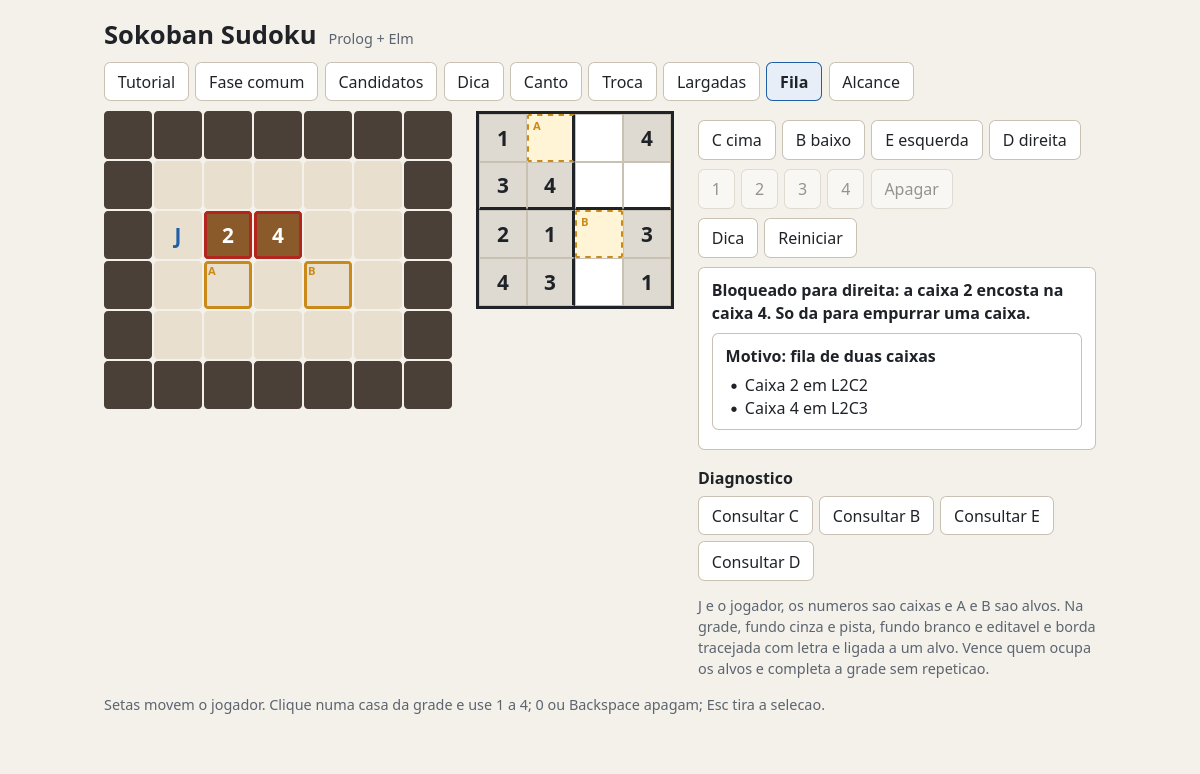 Sokoban Sudoku Prolog + Elm
Tutorial Fase comum Candidatos Dica Canto Troca Largadas Fila Alcance
J 2 4
A B
1 A 4
3 4
2 1 B 3
4 3 1
C cima B baixo E esquerda D direita
1 2 3 4 Apagar
Dica Reiniciar
Bloqueado para direita: a caixa 2 encosta na
caixa 4. So da para empurrar uma caixa.
Motivo: fila de duas caixas
• Caixa 2 em L2C2
• Caixa 4 em L2C3
Diagnostico
Consultar C Consultar B Consultar E
Consultar D
J e o jogador, os numeros sao caixas e A e B sao alvos. Na
grade, fundo cinza e pista, fundo branco e editavel e borda
tracejada com letra e ligada a um alvo. Vence quem ocupa
os alvos e completa a grade sem repeticao.
Setas movem o jogador. Clique numa casa da grade e use 1 a 4; 0 ou Backspace apagam; Esc tira a selecao.